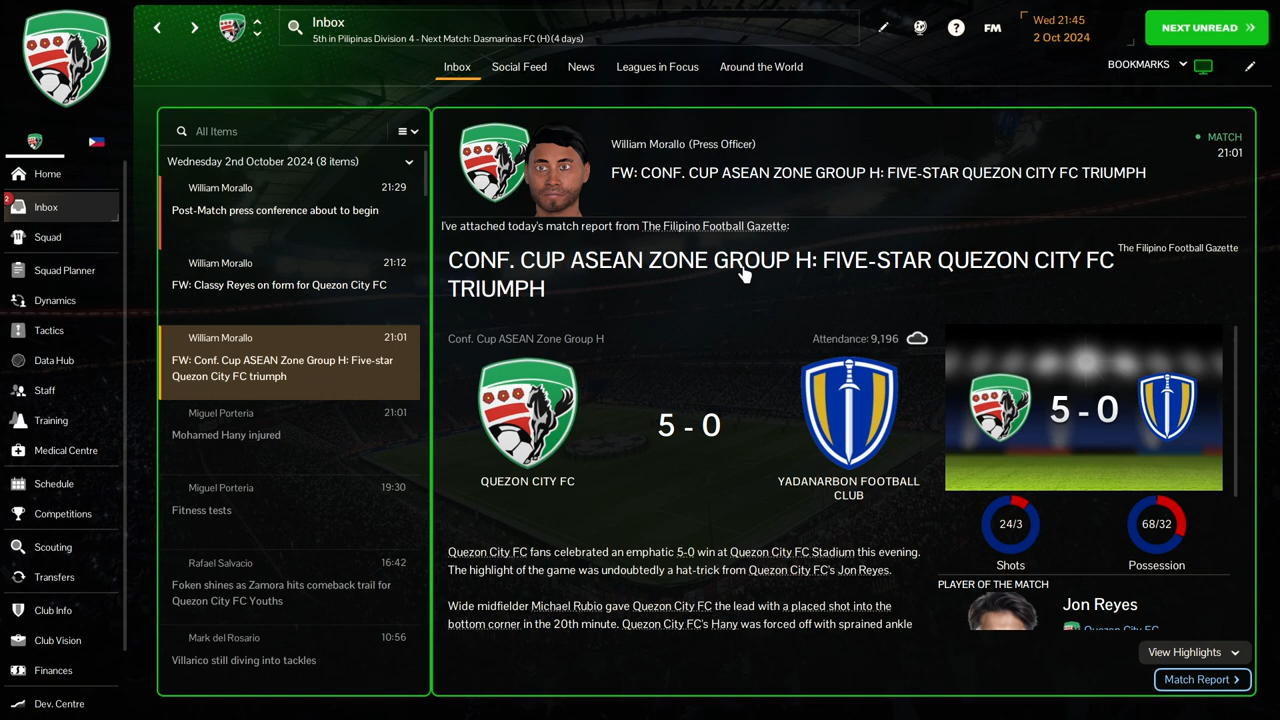 Inbox
5th in Pilipinas Division 4 - Next Match: Dasmarinas FC (H)(4 days)
FM
Wed 21:45
2 Oct 2024
NEXT UNREAD
Inbox
Social Feed
News
Leagues in Focus
Around the World
BOOKMARKS
Home
2
Inbox
Squad
Squad Planner
Dynamics
Tactics
Data Hub
Staff
Training
Medical Centre
Schedule
Competitions
Scouting
Transfers
Club Info
Club Vision
Finances
Dev. Centre
All Items
Wednesday 2nd October 2024 (8 items)
William Morallo 21:29
Post-Match press conference about to begin
William Morallo 21:12
FW: Classy Reyes on form for Quezon City FC
William Morallo 21:01
FW: Conf. Cup ASEAN Zone Group H: Five-star
Quezon City FC triumph
Miguel Porteria 21:01
Mohamed Hany injured
Miguel Porteria 19:30
Fitness tests
Rafael Salvacio 16:42
Foken shines as Zamora hits comeback trail for
Quezon City FC Youths
Mark del Rosario 10:56
Villarico still diving into tackles
William Morallo (Press Officer)
FW: CONF. CUP ASEAN ZONE GROUP H: FIVE-STAR QUEZON CITY FC TRIUMPH
MATCH
21:01
I've attached today's match report from The Filipino Football Gazette:
The Filipino Football Gazette
CONF. CUP ASEAN ZONE GROUP H: FIVE-STAR QUEZON CITY FC
TRIUMPH
Conf. Cup ASEAN Zone Group H
Attendance: 9,196
5 - 0
QUEZON CITY FC
YADANARBON FOOTBALL
CLUB
5 - 0
24/3
Shots
68/32
Possession
Quezon City FC fans celebrated an emphatic 5-0 win at Quezon City FC Stadium this evening.
The highlight of the game was undoubtedly a hat-trick from Quezon City FC's Jon Reyes.
Wide midfielder Michael Rubio gave Quezon City FC the lead with a placed shot into the
bottom corner in the 20th minute. Quezon City FC's Hany was forced off with sprained ankle
PLAYER OF THE MATCH
Jon Reyes
Quezon City FC
View Highlights
Match Report